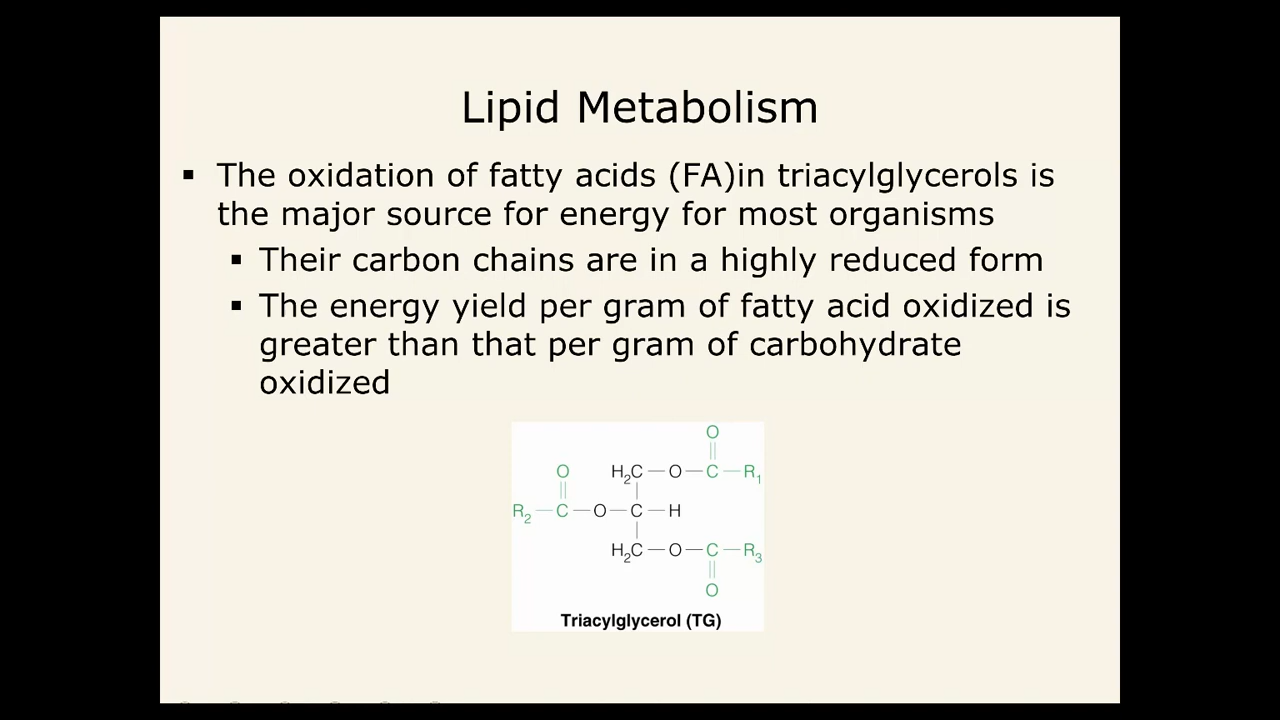 Lipid Metabolism
▪ The oxidation of fatty acids (FA)in triacylglycerols is
the major source for energy for most organisms
▪ Their carbon chains are in a highly reduced form
▪ The energy yield per gram of fatty acid oxidized is
greater than that per gram of carbohydrate
oxidized
O
O H₂C—O—C—R₁
R₂—C—O—C—H
H₂C—O—C—R₃
O
Triacylglycerol (TG)